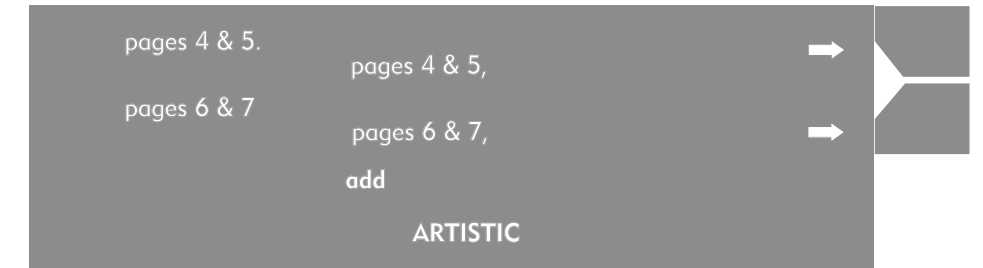 pages 4 & 5.
pages 4 & 5,
pages 6 & 7
pages 6 & 7,
add
ARTISTIC